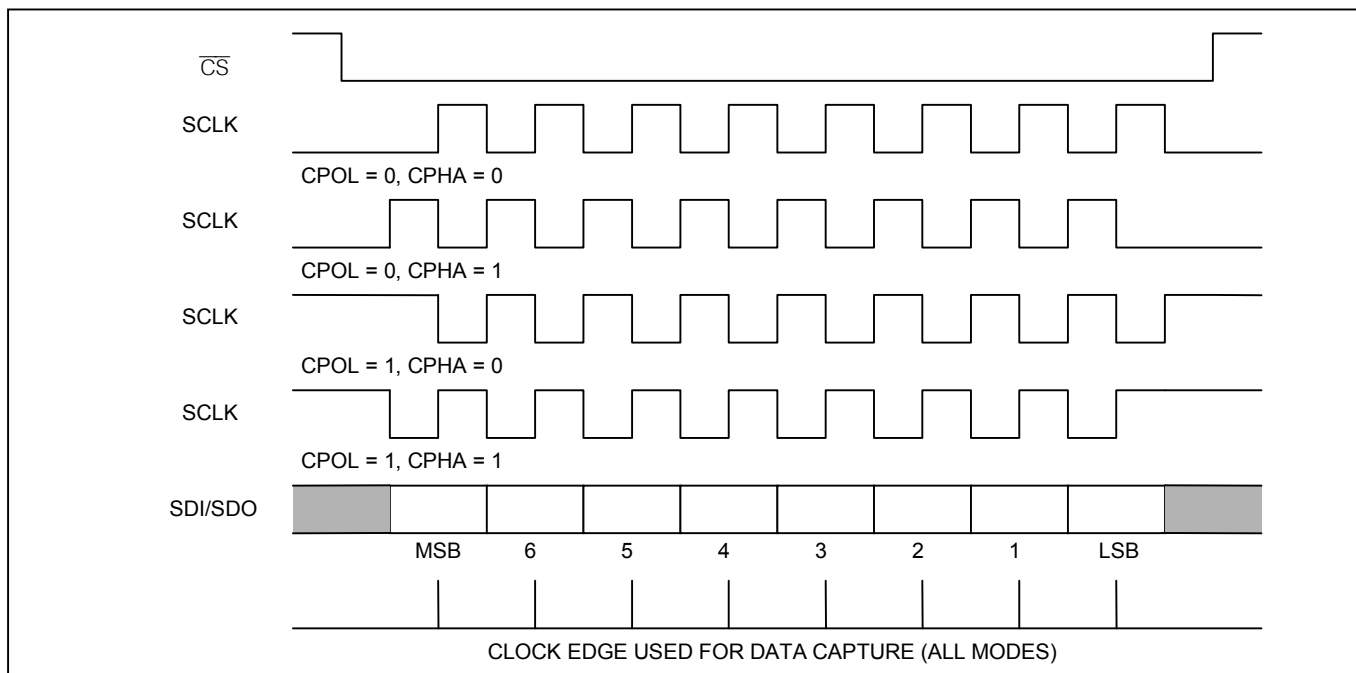 C̅S̅
SCLK
CPOL = 0, CPHA = 0
SCLK
CPOL = 0, CPHA = 1
SCLK
CPOL = 1, CPHA = 0
SCLK
CPOL = 1, CPHA = 1
SDI/SDO
MSB 6 5 4 3 2 1 LSB
CLOCK EDGE USED FOR DATA CAPTURE (ALL MODES)